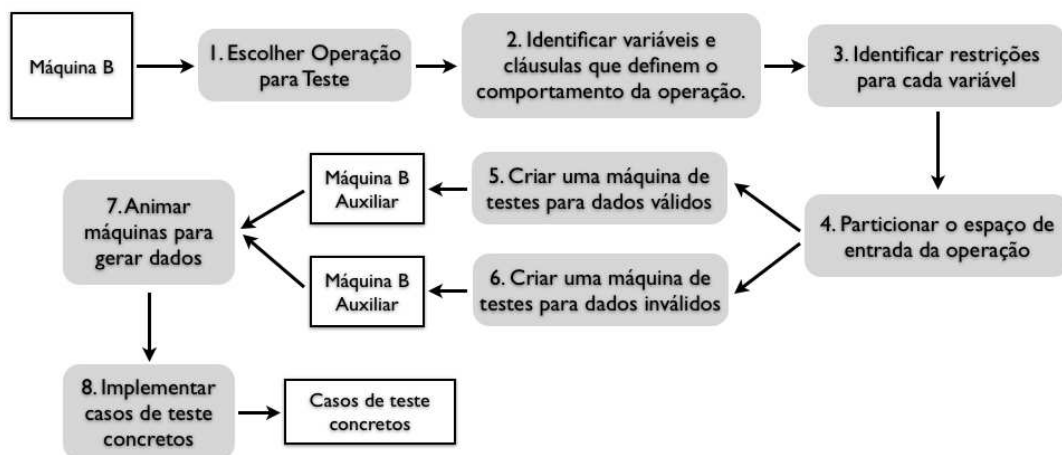 Máquina B
1. Escolher Operação
para Teste
2. Identificar variáveis e
cláusulas que definem o
comportamento da operação.
3. Identificar restrições
para cada variável
4. Particionar o espaço de
entrada da operação
5. Criar uma máquina de
testes para dados válidos
Máquina B
Auxiliar
6. Criar uma máquina de
testes para dados inválidos
Máquina B
Auxiliar
7. Animar
máquinas para
gerar dados
8. Implementar
casos de teste
concretos
Casos de teste
concretos